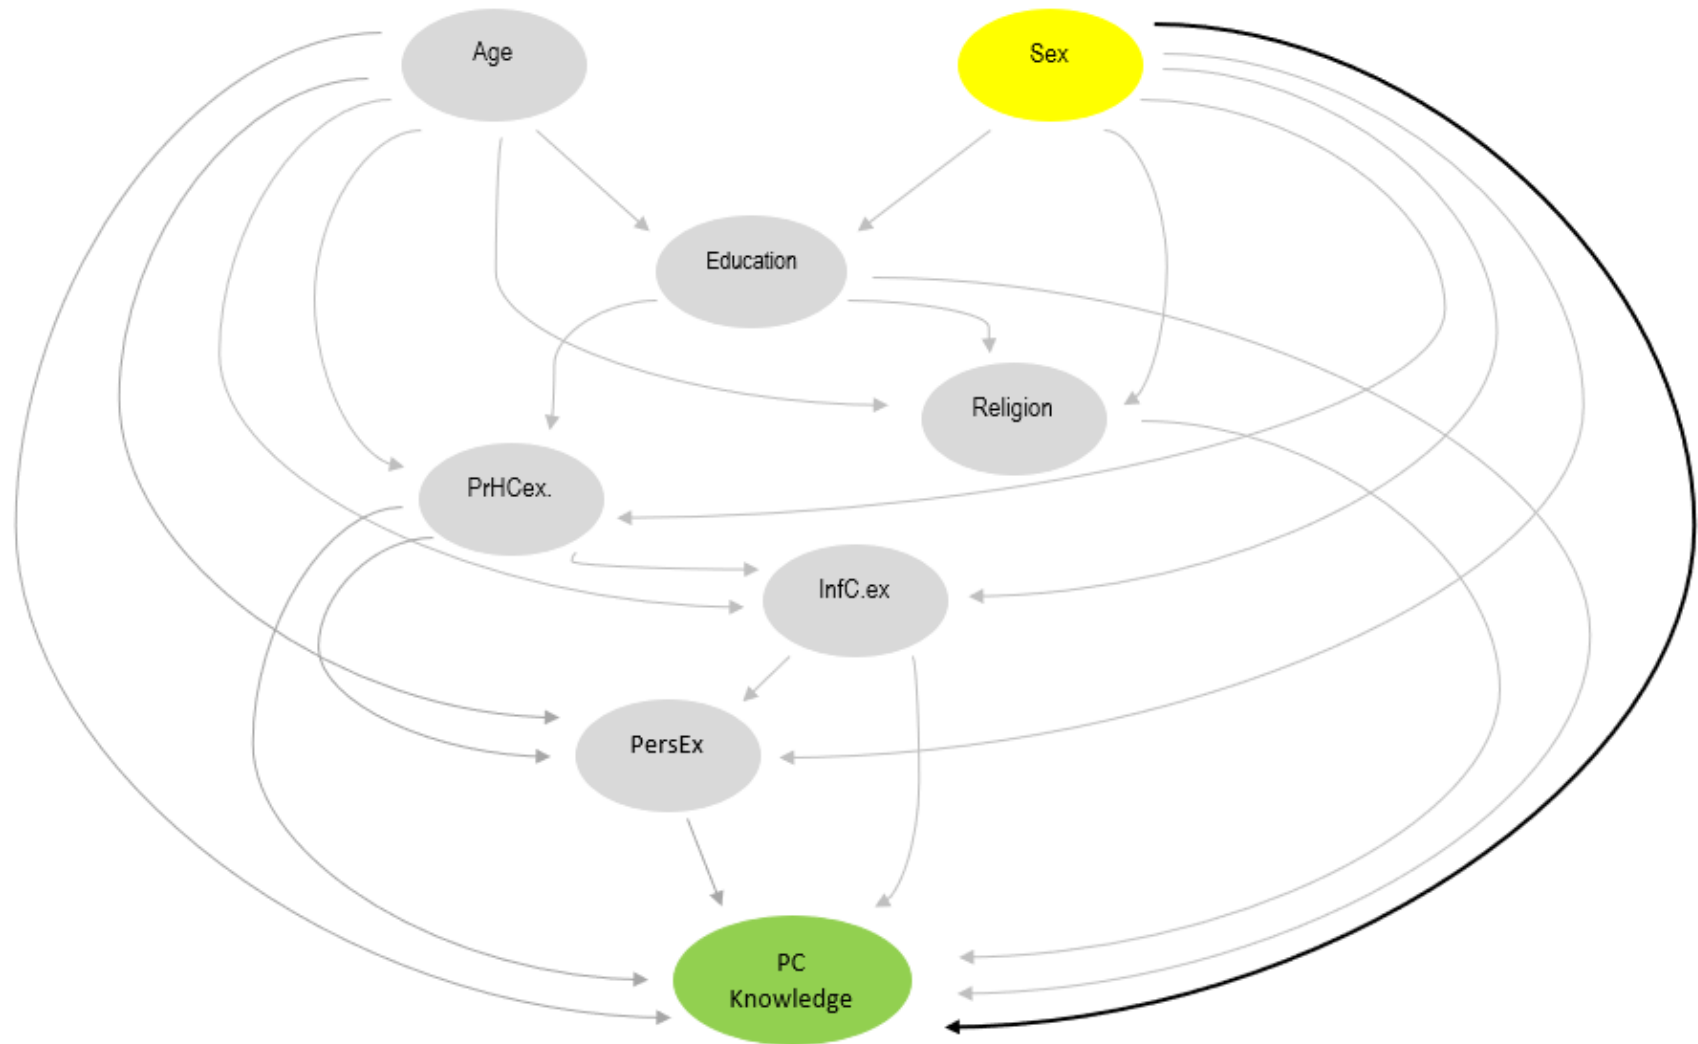 Age
Sex
Education
Religion
PrHCex.
InfC.ex
PersEx
PC
Knowledge